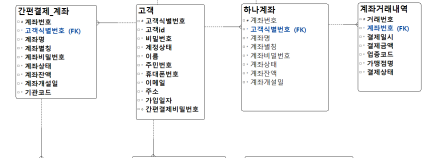 간편결제_계좌
계좌번호
고객식별번호 (FK)
계좌명
계좌별칭
계좌비밀번호
계좌상태
계좌잔액
계좌개설일
기관코드
고객
고객식별번호
고객id
비밀번호
계정상태
이름
주민번호
휴대폰번호
이메일
주소
가입일자
간편결제비밀번호
하나계좌
계좌번호
고객식별번호 (FK)
계좌명
계좌별칭
계좌비밀번호
계좌상태
계좌잔액
계좌개설일
계좌거래내역
거래번호
계좌번호 (FK)
결제일시
결제금액
업종코드
가맹점명
결제상태